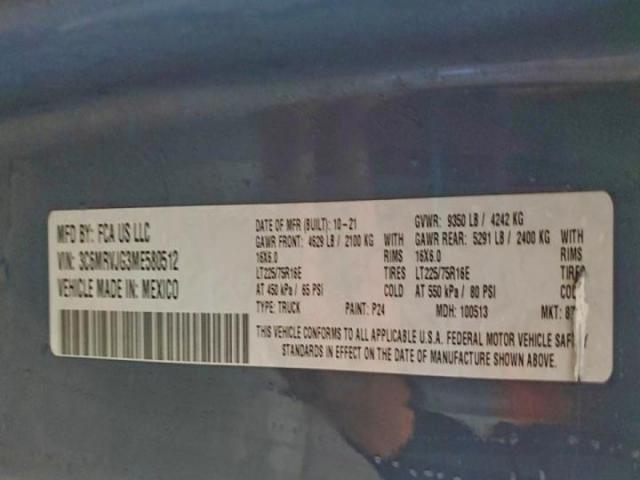 MFD BY: FCA US LLC
VIN: 3C6MRVJG3ME580512
VEHICLE MADE IN: MEXICO
DATE OF MFR (BUILT): 10-21 GVWR: 9350 LB / 4242 KG
GAWR FRONT: 4629 LB / 2100 KG WITH GAWR REAR: 5291 LB / 2400 KG WITH
16X6.0 RIMS 16X6.0 RIMS
LT225/75R16E TIRES LT225/75R16E TIRES
AT 450 kPa / 65 PSI COLD AT 550 kPa / 80 PSI COLD
TYPE: TRUCK PAINT: P24 MDH: 100513 MKT:
THIS VEHICLE CONFORMS TO ALL APPLICABLE U.S.A. FEDERAL MOTOR VEHICLE SAFETY
STANDARDS IN EFFECT ON THE DATE OF MANUFACTURE SHOWN ABOVE.